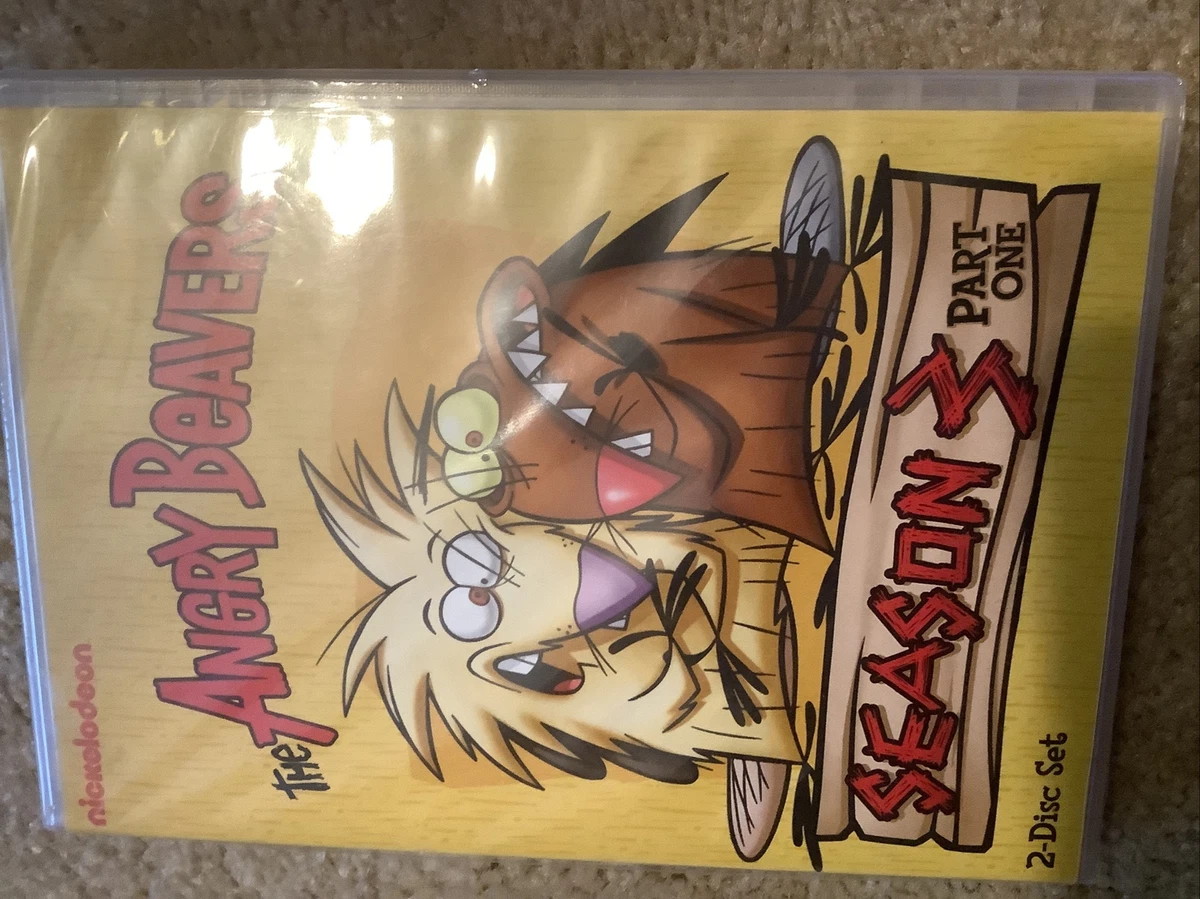 nickelodeon
THE ANGRY BEAVERS
SEASON 3 PART ONE
2-Disc Set